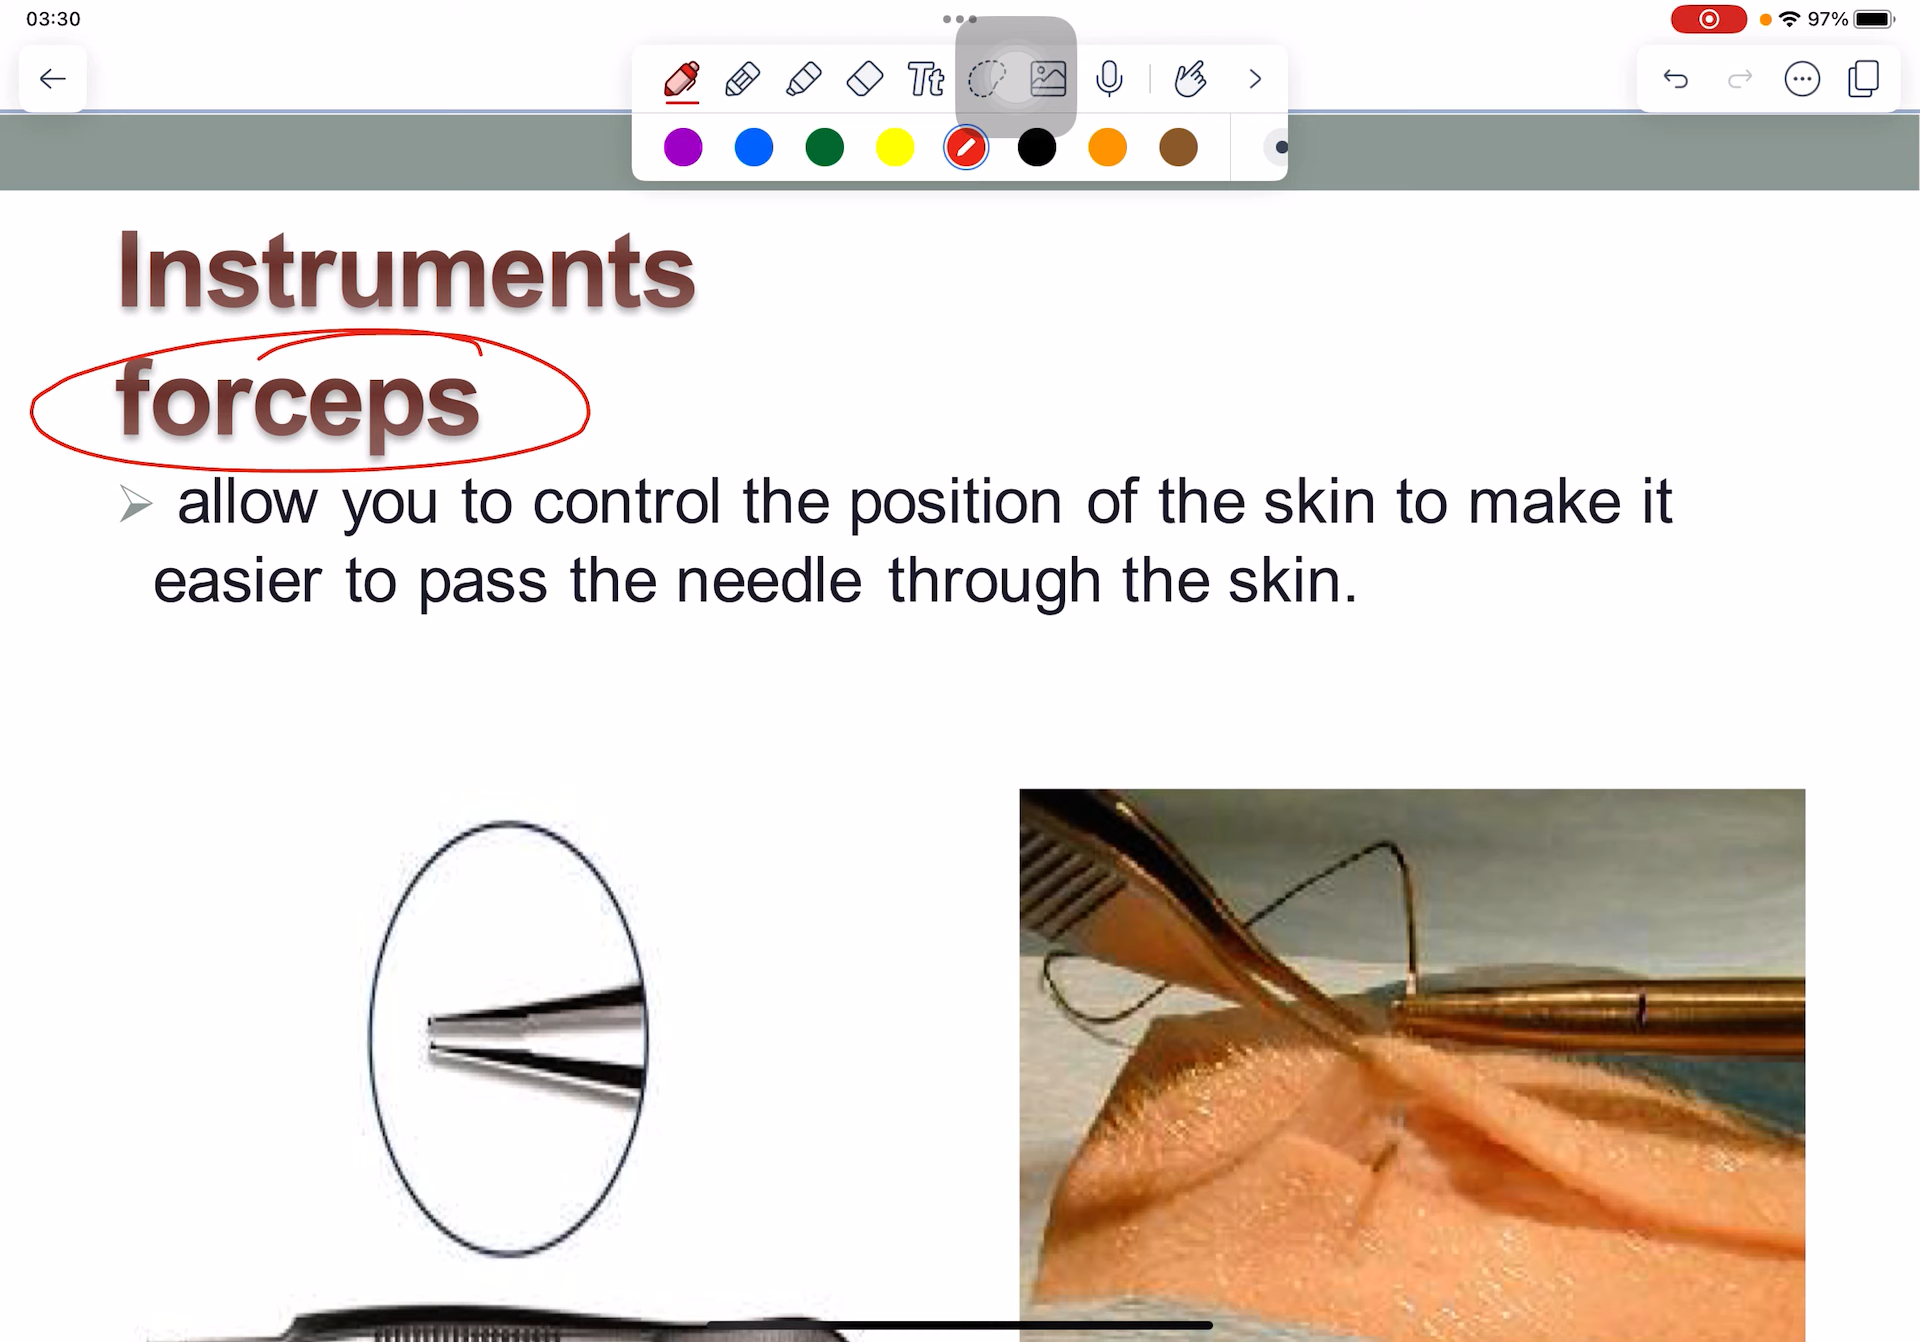 03:30
97%
Tt
Instruments
forceps
allow you to control the position of the skin to make it
easier to pass the needle through the skin.